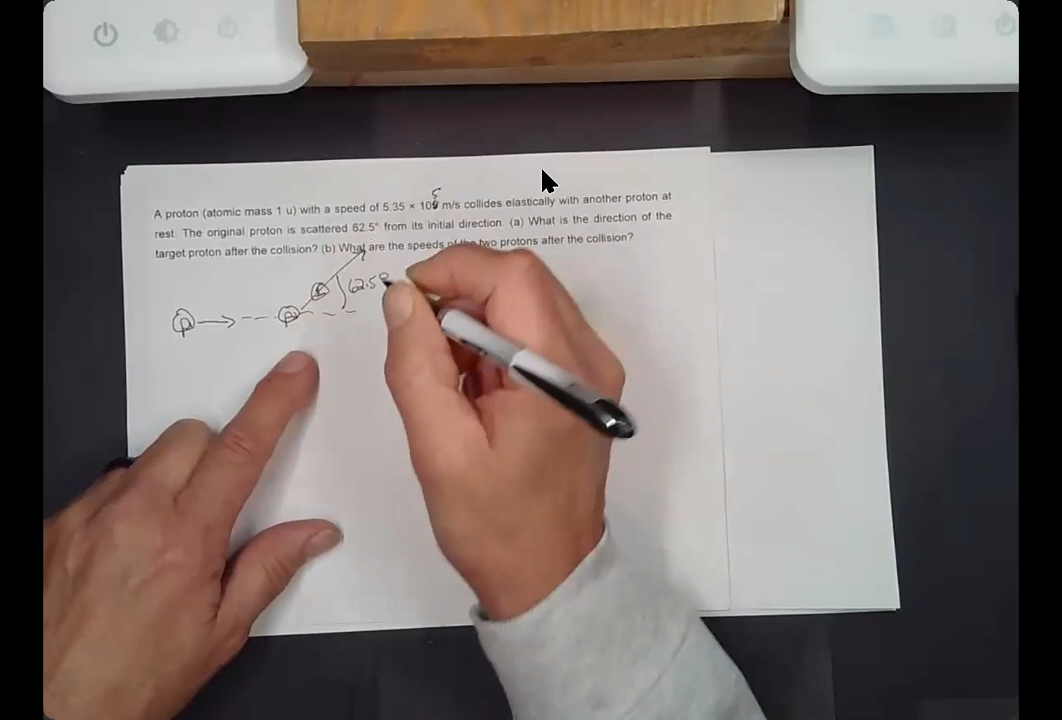 A proton (atomic mass 1 u) with a speed of 5.35 × 10⁵ m/s collides elastically with another proton at
rest. The original proton is scattered 62.5° from its initial direction. (a) What is the direction of the
target proton after the collision? (b) What are the speeds of the two protons after the collision?
62.5°
p p